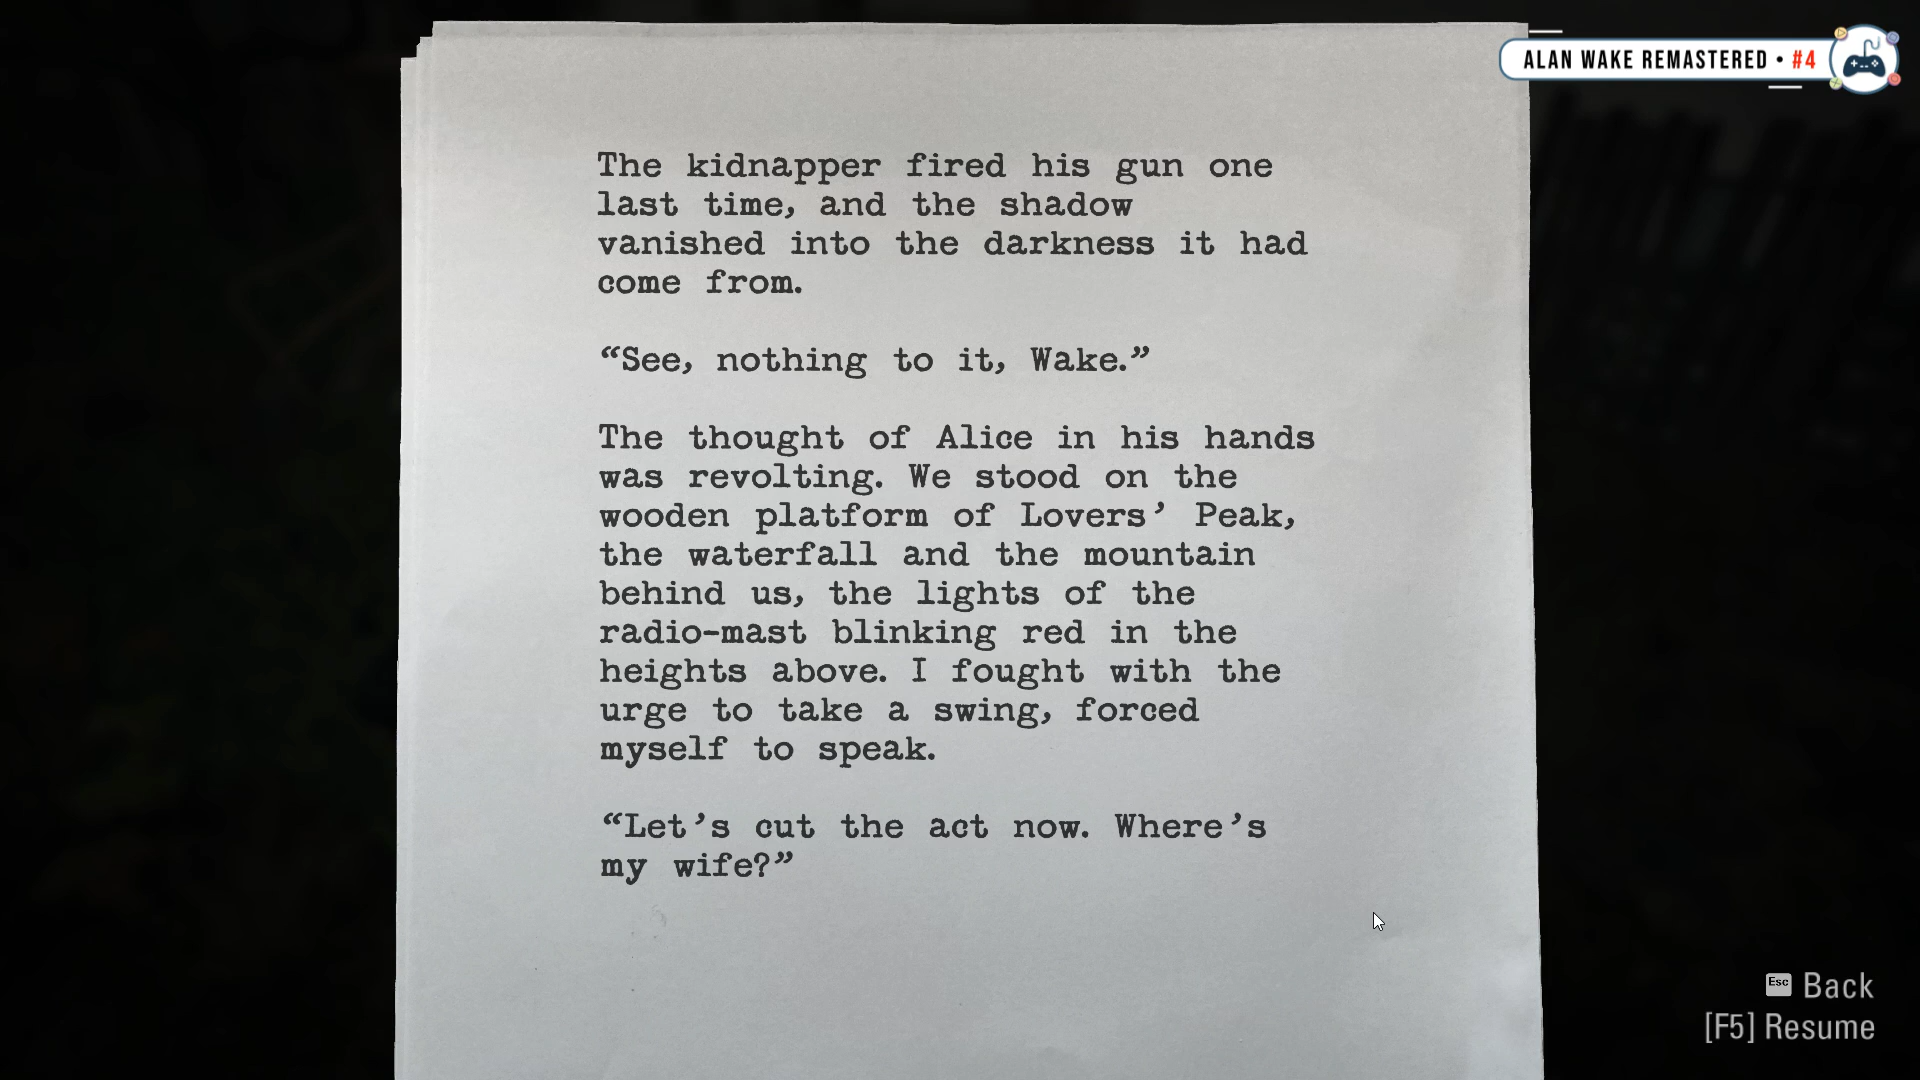 ALAN WAKE REMASTERED • #4
The kidnapper fired his gun one
last time, and the shadow
vanished into the darkness it had
come from.
“See, nothing to it, Wake.”
The thought of Alice in his hands
was revolting. We stood on the
wooden platform of Lovers’ Peak,
the waterfall and the mountain
behind us, the lights of the
radio-mast blinking red in the
heights above. I fought with the
urge to take a swing, forced
myself to speak.
“Let’s cut the act now. Where’s
my wife?”
Esc Back
[F5] Resume